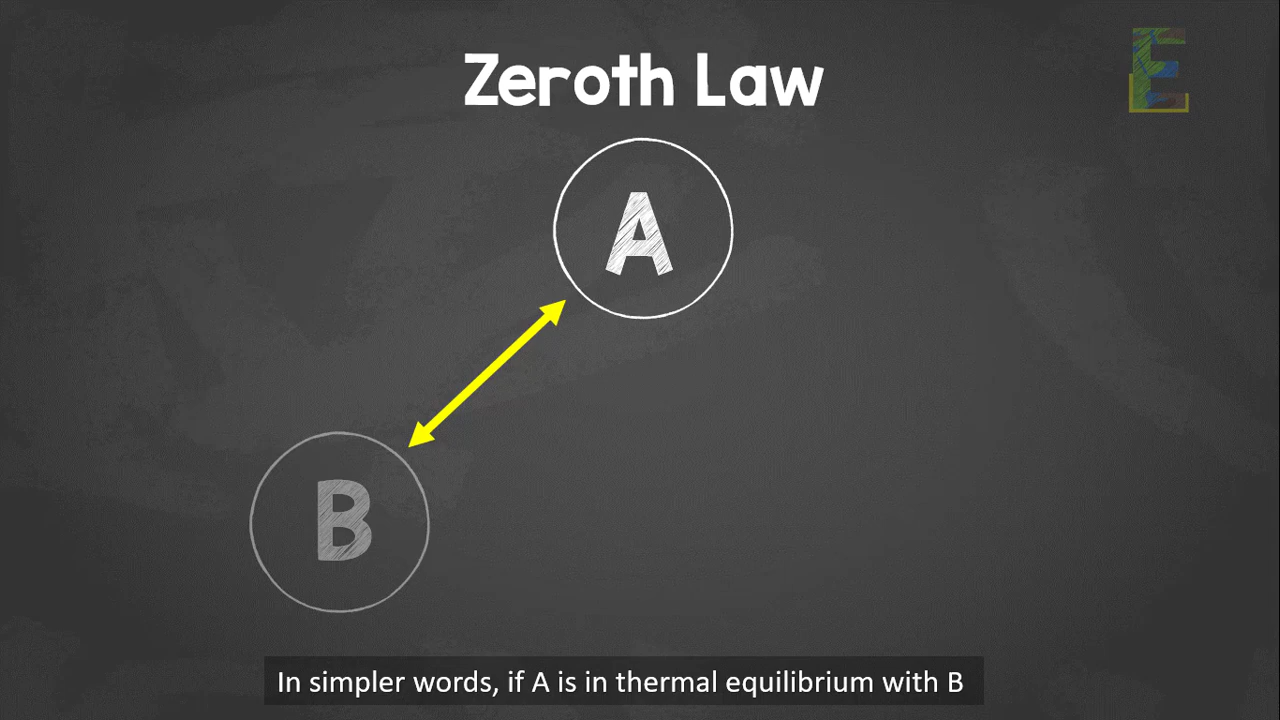 Zeroth Law
E
A
B
In simpler words, if A is in thermal equilibrium with B